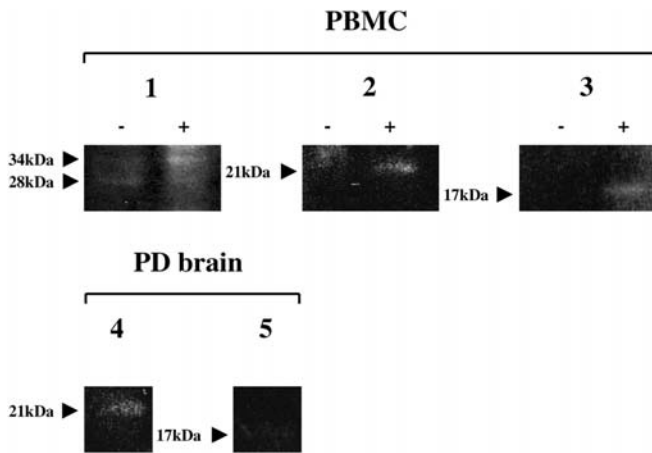 PBMC
1 2 3
- + - + - +
34kDa
28kDa
21kDa
17kDa
PD brain
4 5
21kDa
17kDa